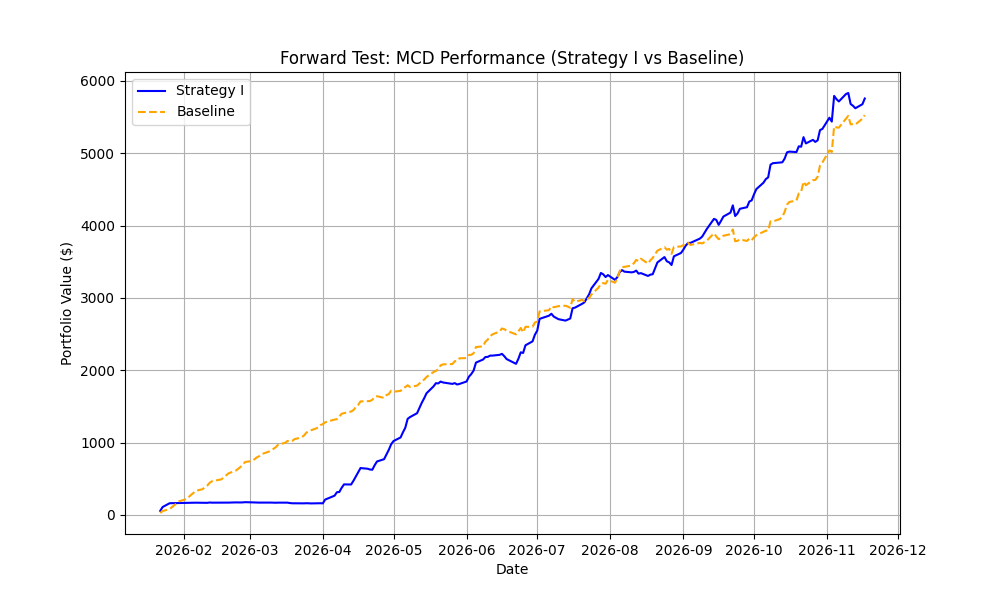 Forward Test: MCD Performance (Strategy I vs Baseline)
Strategy I
Baseline
Portfolio Value ($)
6000
5000
4000
3000
2000
1000
0
2026-02 2026-03 2026-04 2026-05 2026-06 2026-07 2026-08 2026-09 2026-10 2026-11 2026-12
Date